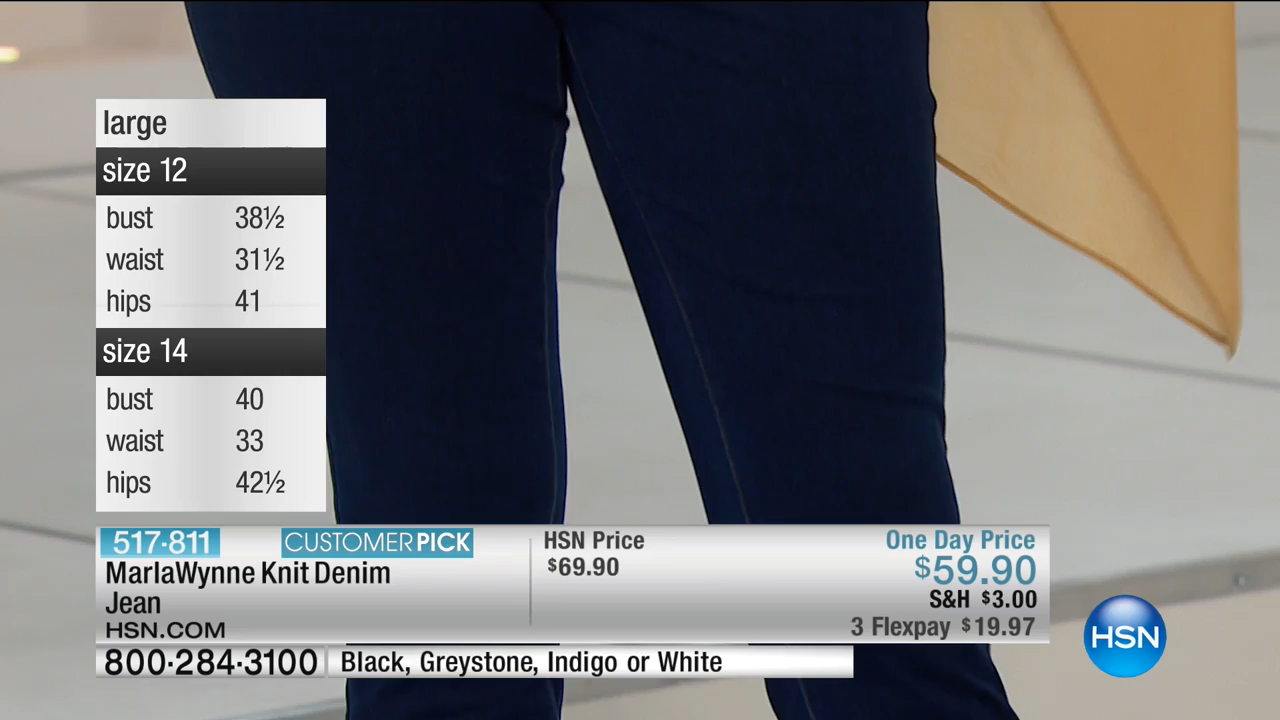 large
size 12
bust 38½
waist 31½
hips 41
size 14
bust 40
waist 33
hips 42½
517·811 CUSTOMER PICK
MarlaWynne Knit Denim
Jean
HSN.COM
HSN Price
$69.90
One Day Price
$59.90
S&H $3.00
3 Flexpay $19.97
HSN
800·284·3100 Black, Greystone, Indigo or White